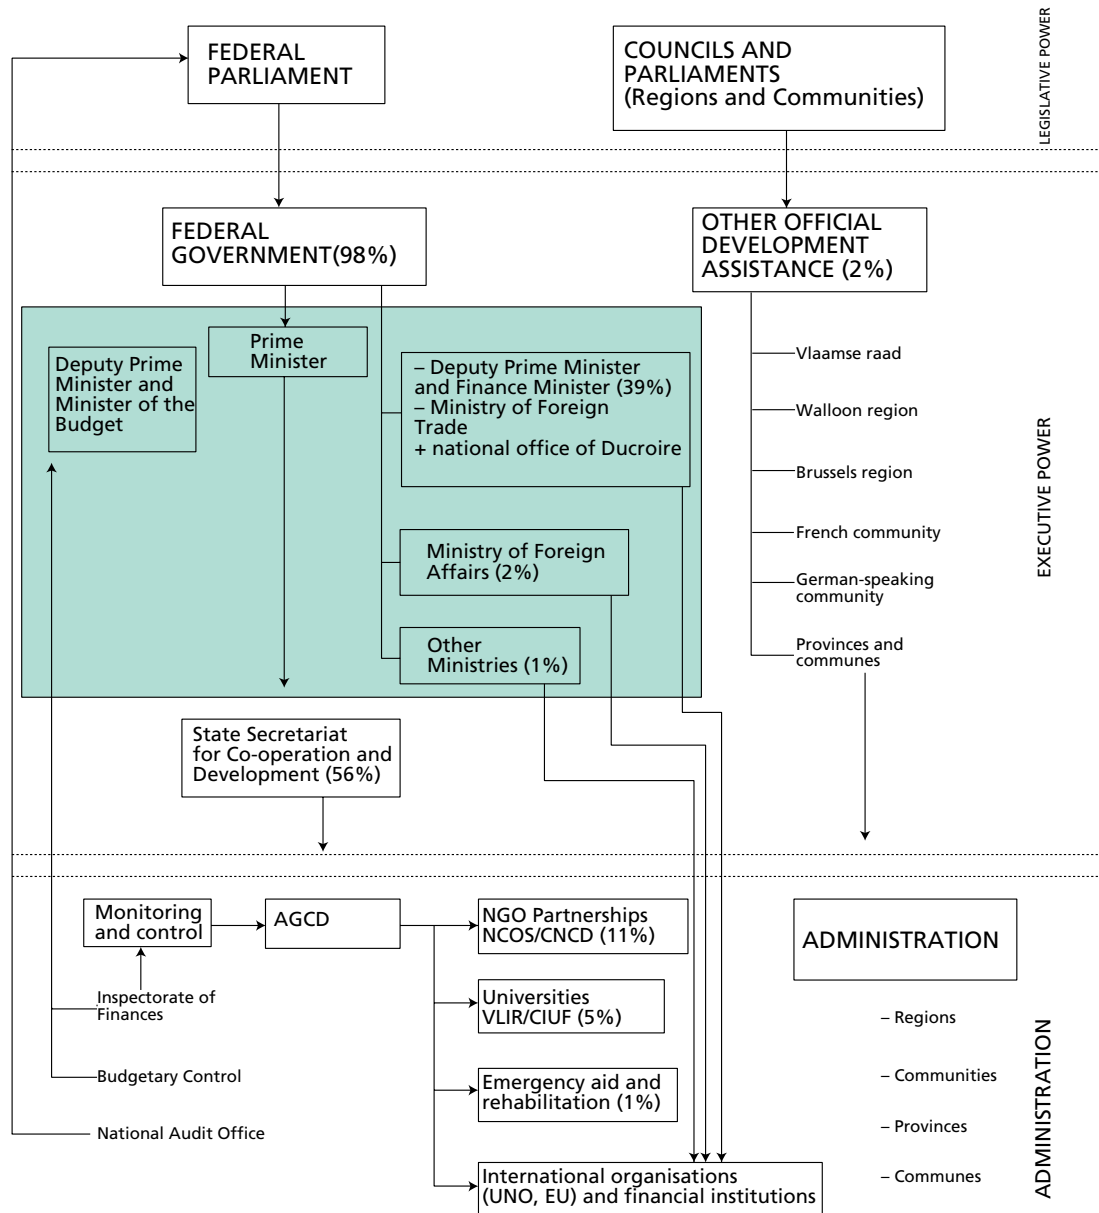 FEDERAL
PARLIAMENT
COUNCILS AND
PARLIAMENTS
(Regions and Communities)
LEGISLATIVE POWER
FEDERAL
GOVERNMENT(98%)
OTHER OFFICIAL
DEVELOPMENT
ASSISTANCE (2%)
Prime
Minister
Deputy Prime
Minister and
Minister of the
Budget
– Deputy Prime Minister
and Finance Minister (39%)
– Ministry of Foreign
Trade
+ national office of Ducroire
Ministry of Foreign
Affairs (2%)
Other
Ministries (1%)
Vlaamse raad
Walloon region
Brussels region
French community
German-speaking
community
Provinces and
communes
EXECUTIVE POWER
State Secretariat
for Co-operation and
Development (56%)
Monitoring
and control
AGCD
NGO Partnerships
NCOS/CNCD (11%)
Inspectorate of
Finances
Universities
VLIR/CIUF (5%)
Budgetary Control
Emergency aid and
rehabilitation (1%)
National Audit Office
International organisations
(UNO, EU) and financial institutions
ADMINISTRATION
– Regions
– Communities
– Provinces
– Communes
ADMINISTRATION